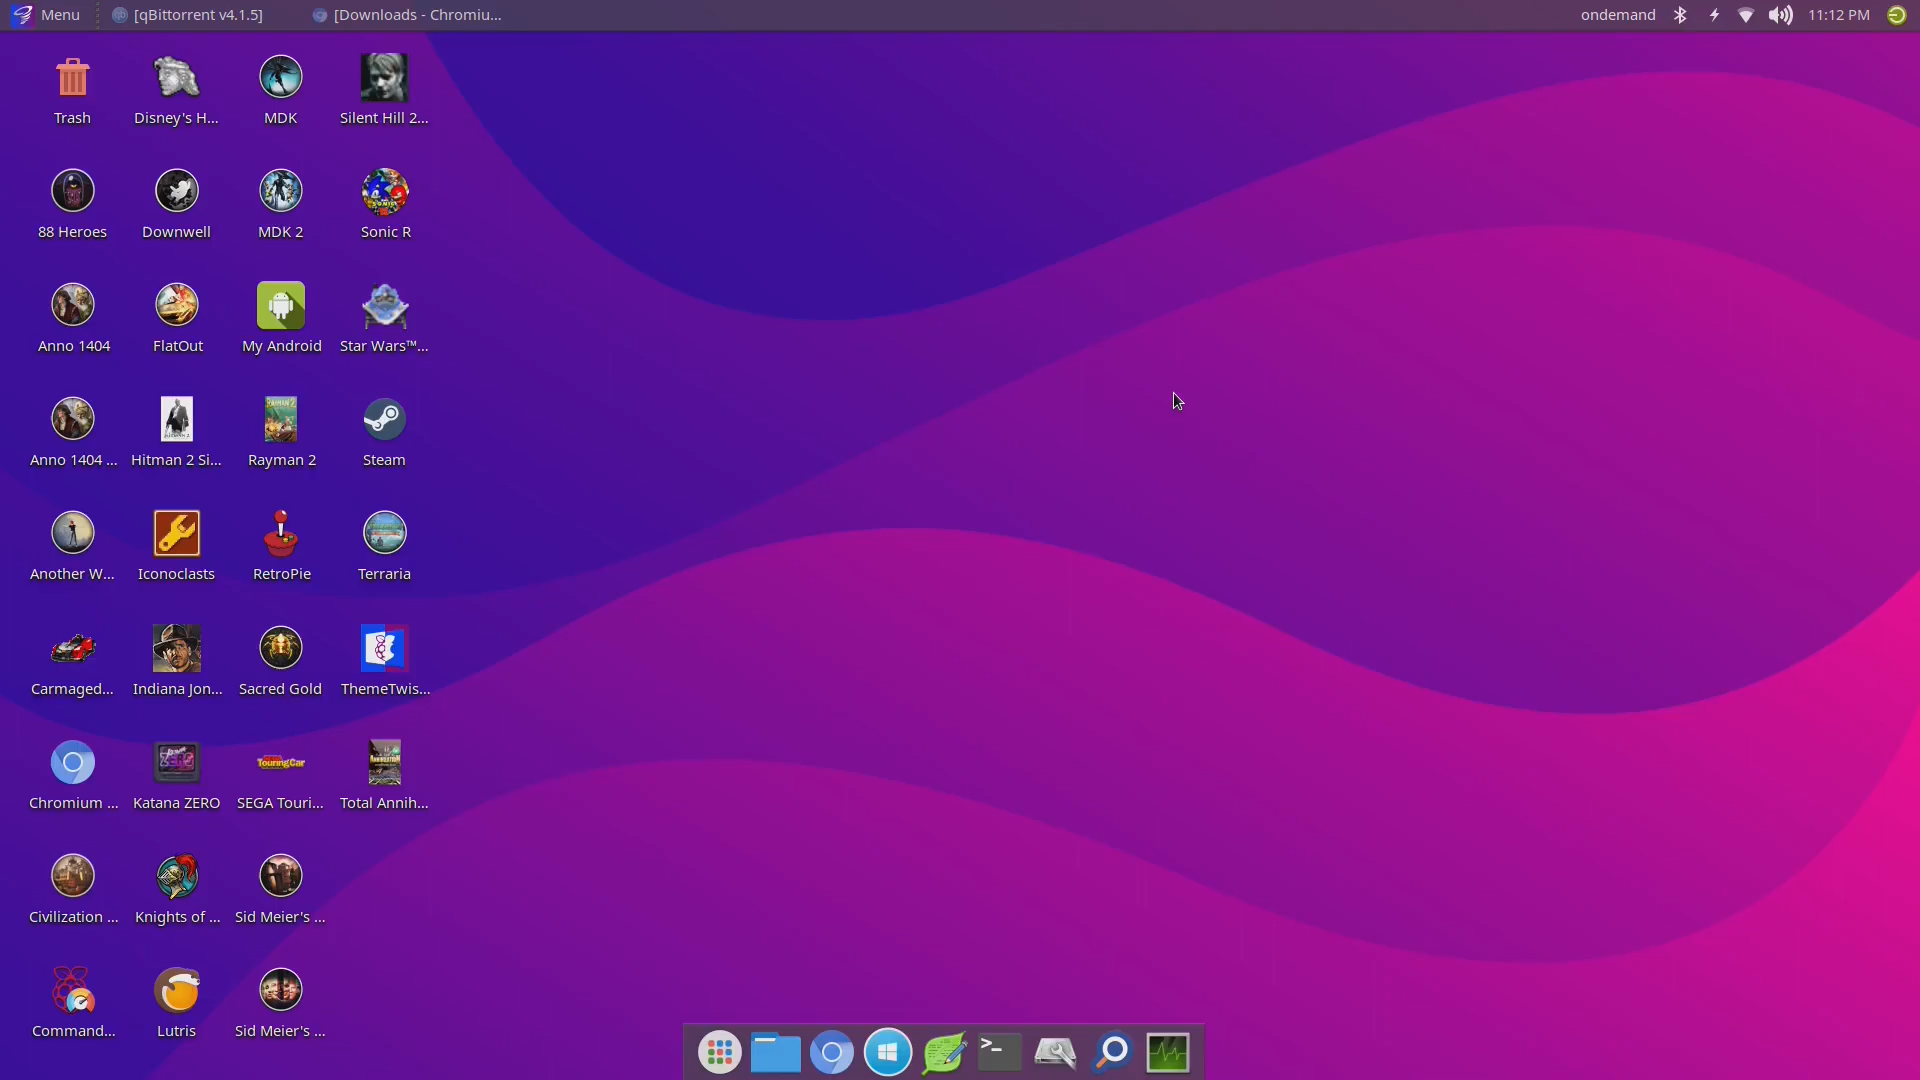 Menu [qBittorrent v4.1.5] [Downloads - Chromiu... ondemand 11:12 PM
Trash Disney's H... MDK Silent Hill 2...
88 Heroes Downwell MDK 2 Sonic R
Anno 1404 FlatOut My Android Star Wars™...
Anno 1404 ... Hitman 2 Si... Rayman 2 Steam
Another W... Iconoclasts RetroPie Terraria
Carmaged... Indiana Jon... Sacred Gold ThemeTwis...
TouringCar
Chromium ... Katana ZERO SEGA Touri... Total Annih...
Civilization ... Knights of ... Sid Meier's ...
Command... Lutris Sid Meier's ...